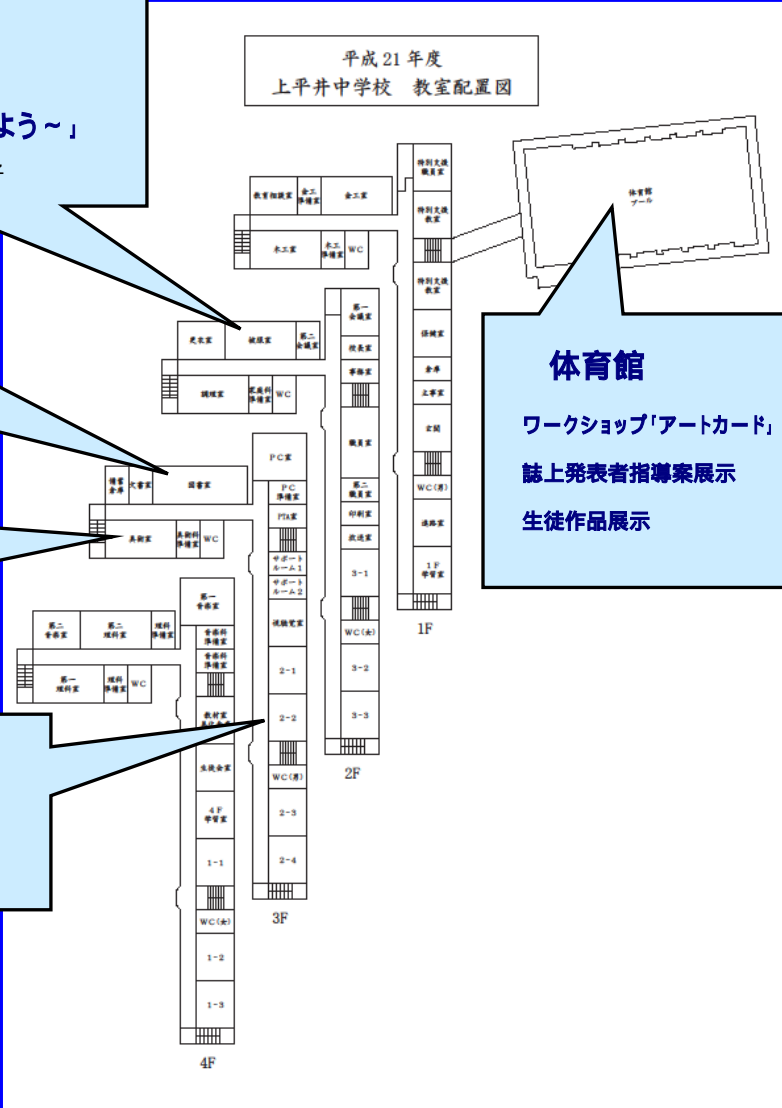 平成 21 年度
上平井中学校　教室配置図
よう～」
特別支援
職員室
教育相談室
金工
準備室
金工室
特別支援
教室
体育館
プール
木工室
木工
準備室
WC
特別支援
教室
第一
会議室
保健室
更衣室
被服室
第二
会議室
校長室
事務室
倉庫
主事室
調理室
家庭科
準備室
WC
玄関
職員室
体育館
ワークショップ「アートカード」
誌上発表者指導案展示
生徒作品展示
PC室
備蓄
倉庫
図書室
PC
準備室
第二
職員室
WC(男)
PTA室
印刷室
進路室
美術室
美術科
準備室
WC
放送室
サポート
ルーム1
サポート
ルーム2
3-1
1F
学習室
第一
音楽室
視聴覚室
WC(女)
1F
第二
音楽室
第二
理科室
理科
準備室
音楽科
準備室
音楽科
準備室
2-1
3-2
第一
理科室
理科
準備室
WC
教材室
2-2
3-3
生徒会室
WC(男)
2F
4F
学習室
2-3
1-1
2-4
WC(女)
3F
1-2
1-3
4F